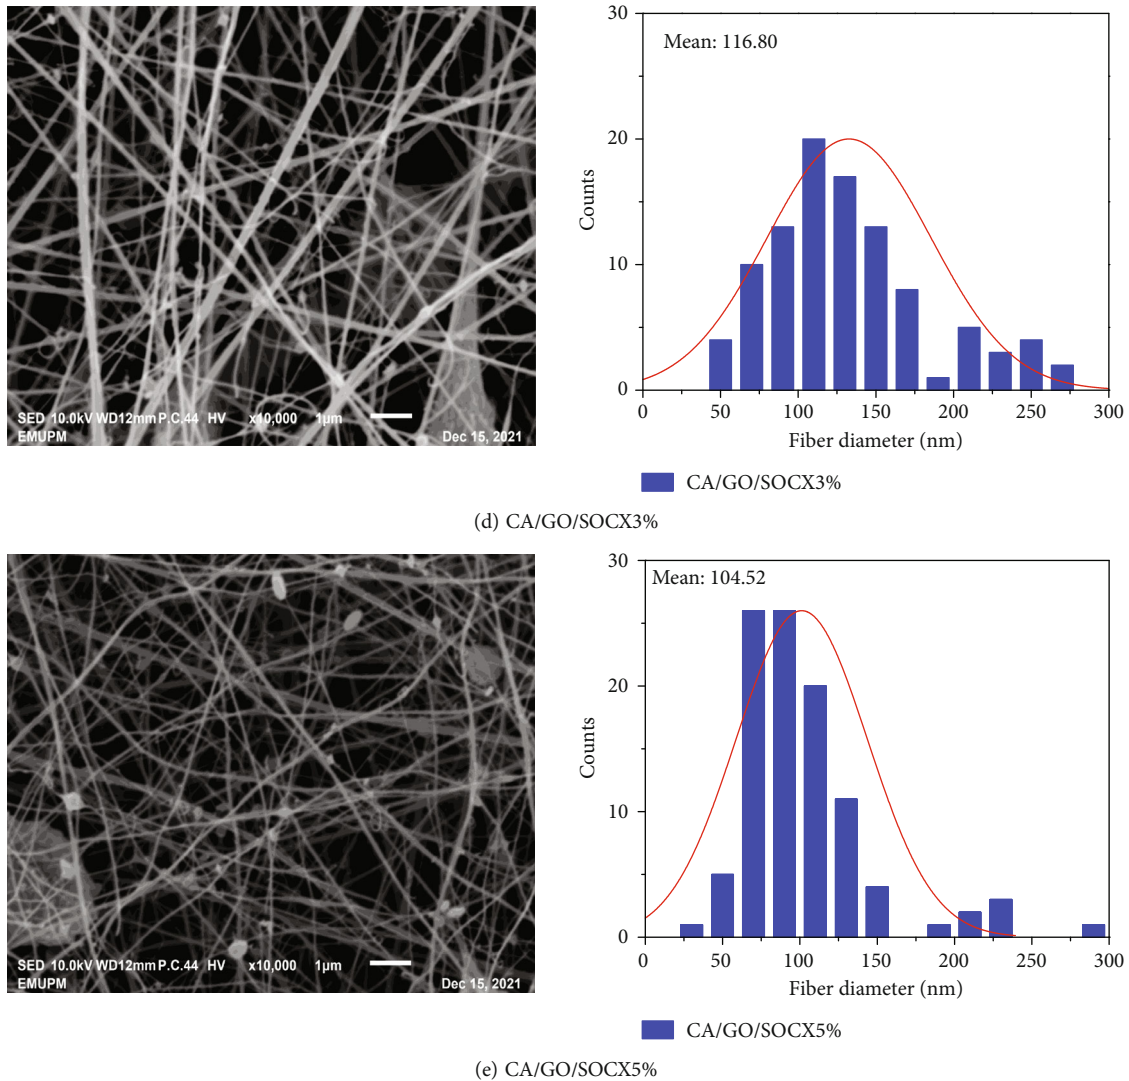 SED 10.0kV WD12mm P.C.44 HV x10,000 1μm
EMUPM Dec 15, 2021
30
20
10
0
Counts
Mean: 116.80
0 50 100 150 200 250 300
Fiber diameter (nm)
CA/GO/SOCX3%
(d) CA/GO/SOCX3%
SED 10.0kV WD12mm P.C.44 HV x10,000 1μm
EMUPM Dec 15, 2021
30
20
10
0
Counts
Mean: 104.52
0 50 100 150 200 250 300
Fiber diameter (nm)
CA/GO/SOCX5%
(e) CA/GO/SOCX5%